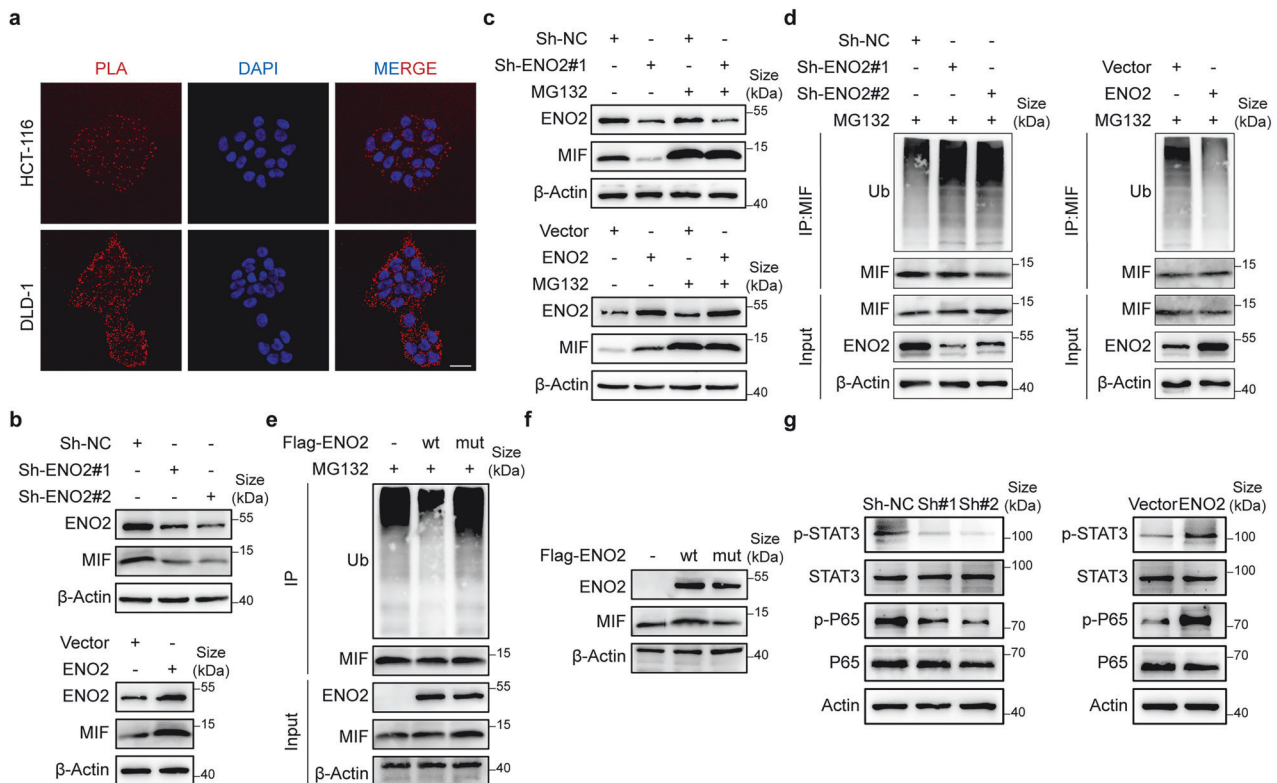 a
PLA DAPI MERGE
HCT-116
DLD-1
b
Sh-NC + - -
Sh-ENO2#1 - + -
Sh-ENO2#2 - - +
Size (kDa)
ENO2 55
MIF 15
β-Actin 40
Vector + -
ENO2 - +
Size (kDa)
ENO2 55
MIF 15
β-Actin 40
c
Sh-NC + - + -
Sh-ENO2#1 - + - +
MG132 - - + +
Size (kDa)
ENO2 55
MIF 15
β-Actin 40
Vector + - + -
ENO2 - + - +
MG132 - - + +
Size (kDa)
ENO2 55
MIF 15
β-Actin 40
d
Sh-NC + - -
Sh-ENO2#1 - + -
Sh-ENO2#2 - - +
MG132 + + +
Size (kDa)
IP:MIF
Ub
MIF 15
Input
MIF 15
ENO2 55
β-Actin 40
Vector + -
ENO2 - +
MG132 + +
Size (kDa)
IP:MIF
Ub
MIF 15
Input
MIF 15
ENO2 55
β-Actin 40
e
Flag-ENO2 - wt mut
MG132 + + +
Size (kDa)
IP
Ub
MIF 15
Input
ENO2 55
MIF 15
β-Actin 40
f
Flag-ENO2 - wt mut
Size (kDa)
ENO2 55
MIF 15
β-Actin 40
g
Sh-NC Sh#1 Sh#2
Size (kDa)
p-STAT3 100
STAT3 100
p-P65 70
P65 70
Actin 40
Vector ENO2
Size (kDa)
p-STAT3 100
STAT3 100
p-P65 70
P65 70
Actin 40